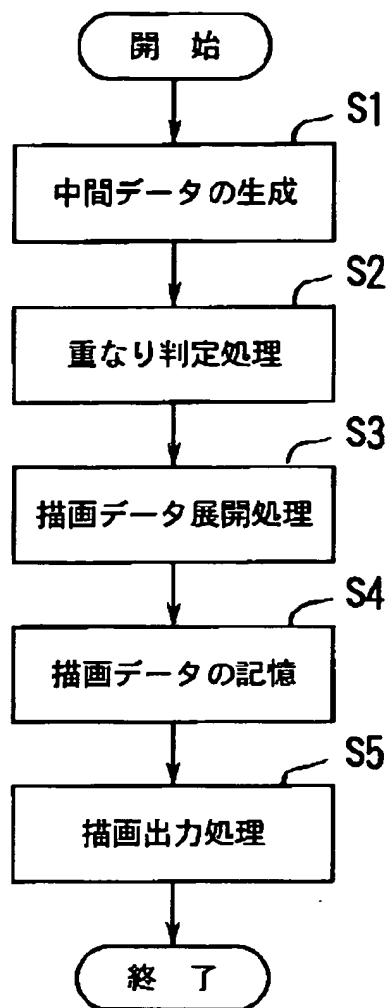 開始
S1
中間データの生成
S2
重なり判定処理
S3
描画データ展開処理
S4
描画データの記憶
S5
描画出力処理
終了